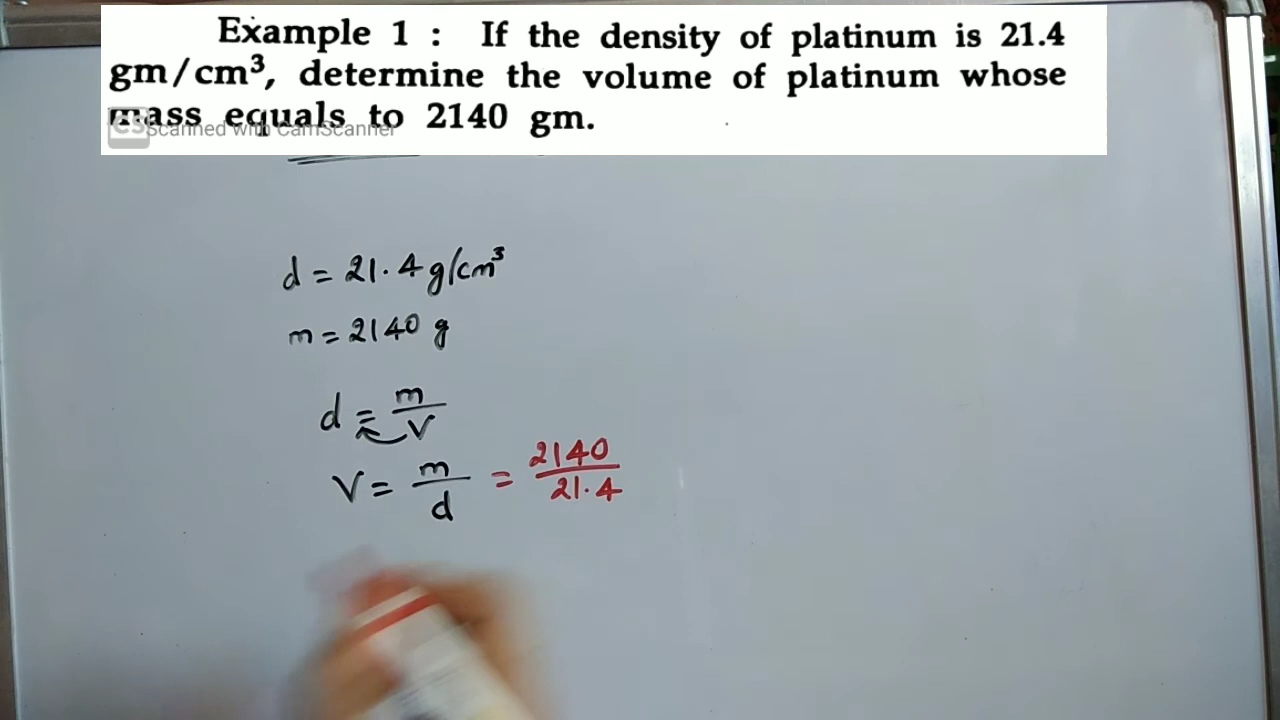 Example 1 : If the density of platinum is 21.4
gm/cm³, determine the volume of platinum whose
mass equals to 2140 gm.
CS Scanned with CamScanner
d = 21.4 g/cm³
m = 2140 g
d = m/V
V = m/d = 2140/21.4